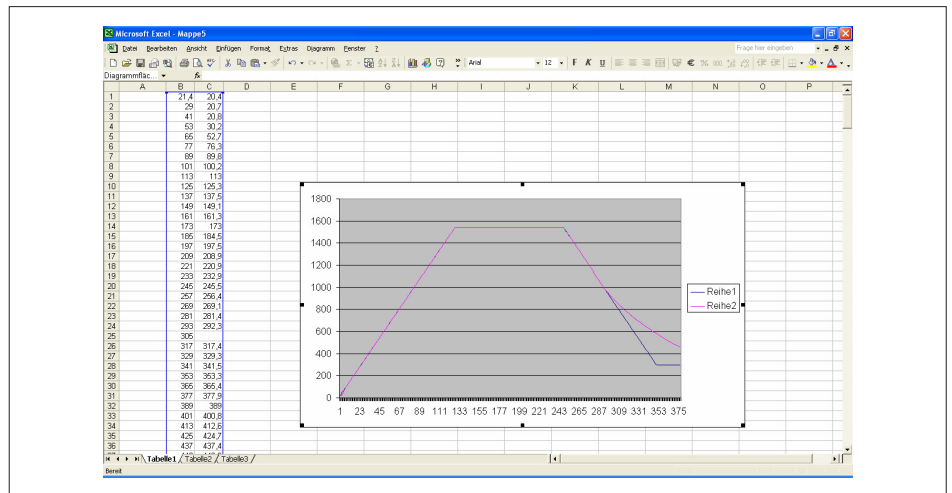 Microsoft Excel - Mappe5
Datei Bearbeiten Ansicht Einfügen Format Extras Diagramm Fenster ?
Frage hier eingeben
Arial 12 F K U
Diagrammfläc... fx
A B C D E F G H I J K L M N O P
1 21,4 20,4
2 29 20,7
3 41 20,8
4 53 30,2
5 65 52,7
6 77 76,3
7 89 89,8
8 101 100,2
9 113 113
10 125 125,3
11 137 137,5
12 149 149,1
13 161 161,3
14 173 173
15 185 184,5
16 197 197,5
17 209 208,9
18 221 220,9
19 233 232,9
20 245 245,5
21 257 256,4
22 269 269,1
23 281 281,4
24 293 292,3
25 305
26 317 317,4
27 329 329,3
28 341 341,5
29 353 353,3
30 365 365,4
31 377 377,9
32 389 389
33 401 400,8
34 413 412,6
35 425 424,7
36 437 437,4
1800
1600
1400
1200
1000
800
600
400
200
0
1 23 45 67 89 111 133 155 177 199 221 243 265 287 309 331 353 375
Reihe1
Reihe2
Tabelle1 / Tabelle2 / Tabelle3 /
Bereit